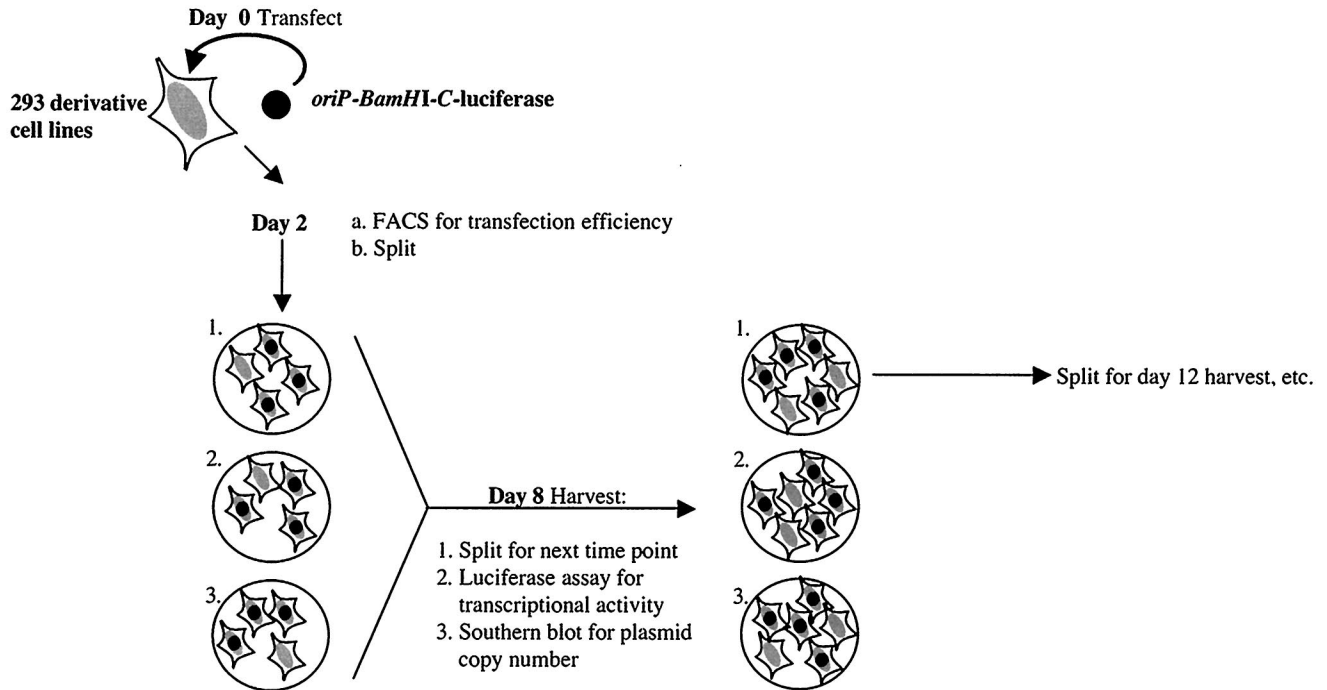 Day 0 Transfect
293 derivative
cell lines
oriP-BamHI-C-luciferase
Day 2
a. FACS for transfection efficiency
b. Split
1.
2.
3.
Day 8 Harvest:
1. Split for next time point
2. Luciferase assay for
transcriptional activity
3. Southern blot for plasmid
copy number
1.
2.
3.
Split for day 12 harvest, etc.